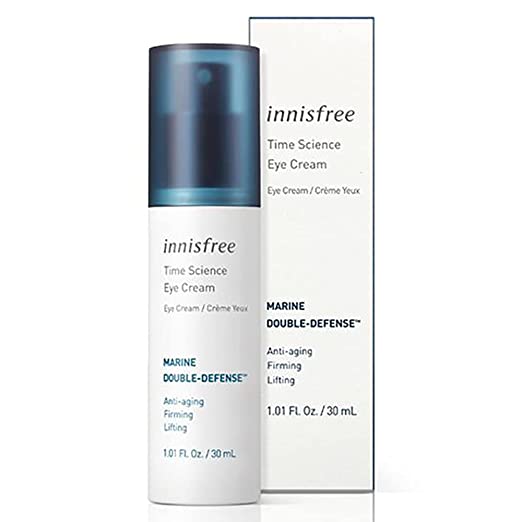 innisfree
Time Science
Eye Cream
Eye Cream / Crème Yeux
MARINE
DOUBLE-DEFENSE™
Anti-aging
Firming
Lifting
1.01 Fl. Oz. / 30 mL
innisfree
Time Science
Eye Cream
Eye Cream / Crème Yeux
MARINE
DOUBLE-DEFENSE™
Anti-aging
Firming
Lifting
1.01 Fl. Oz. / 30 mL